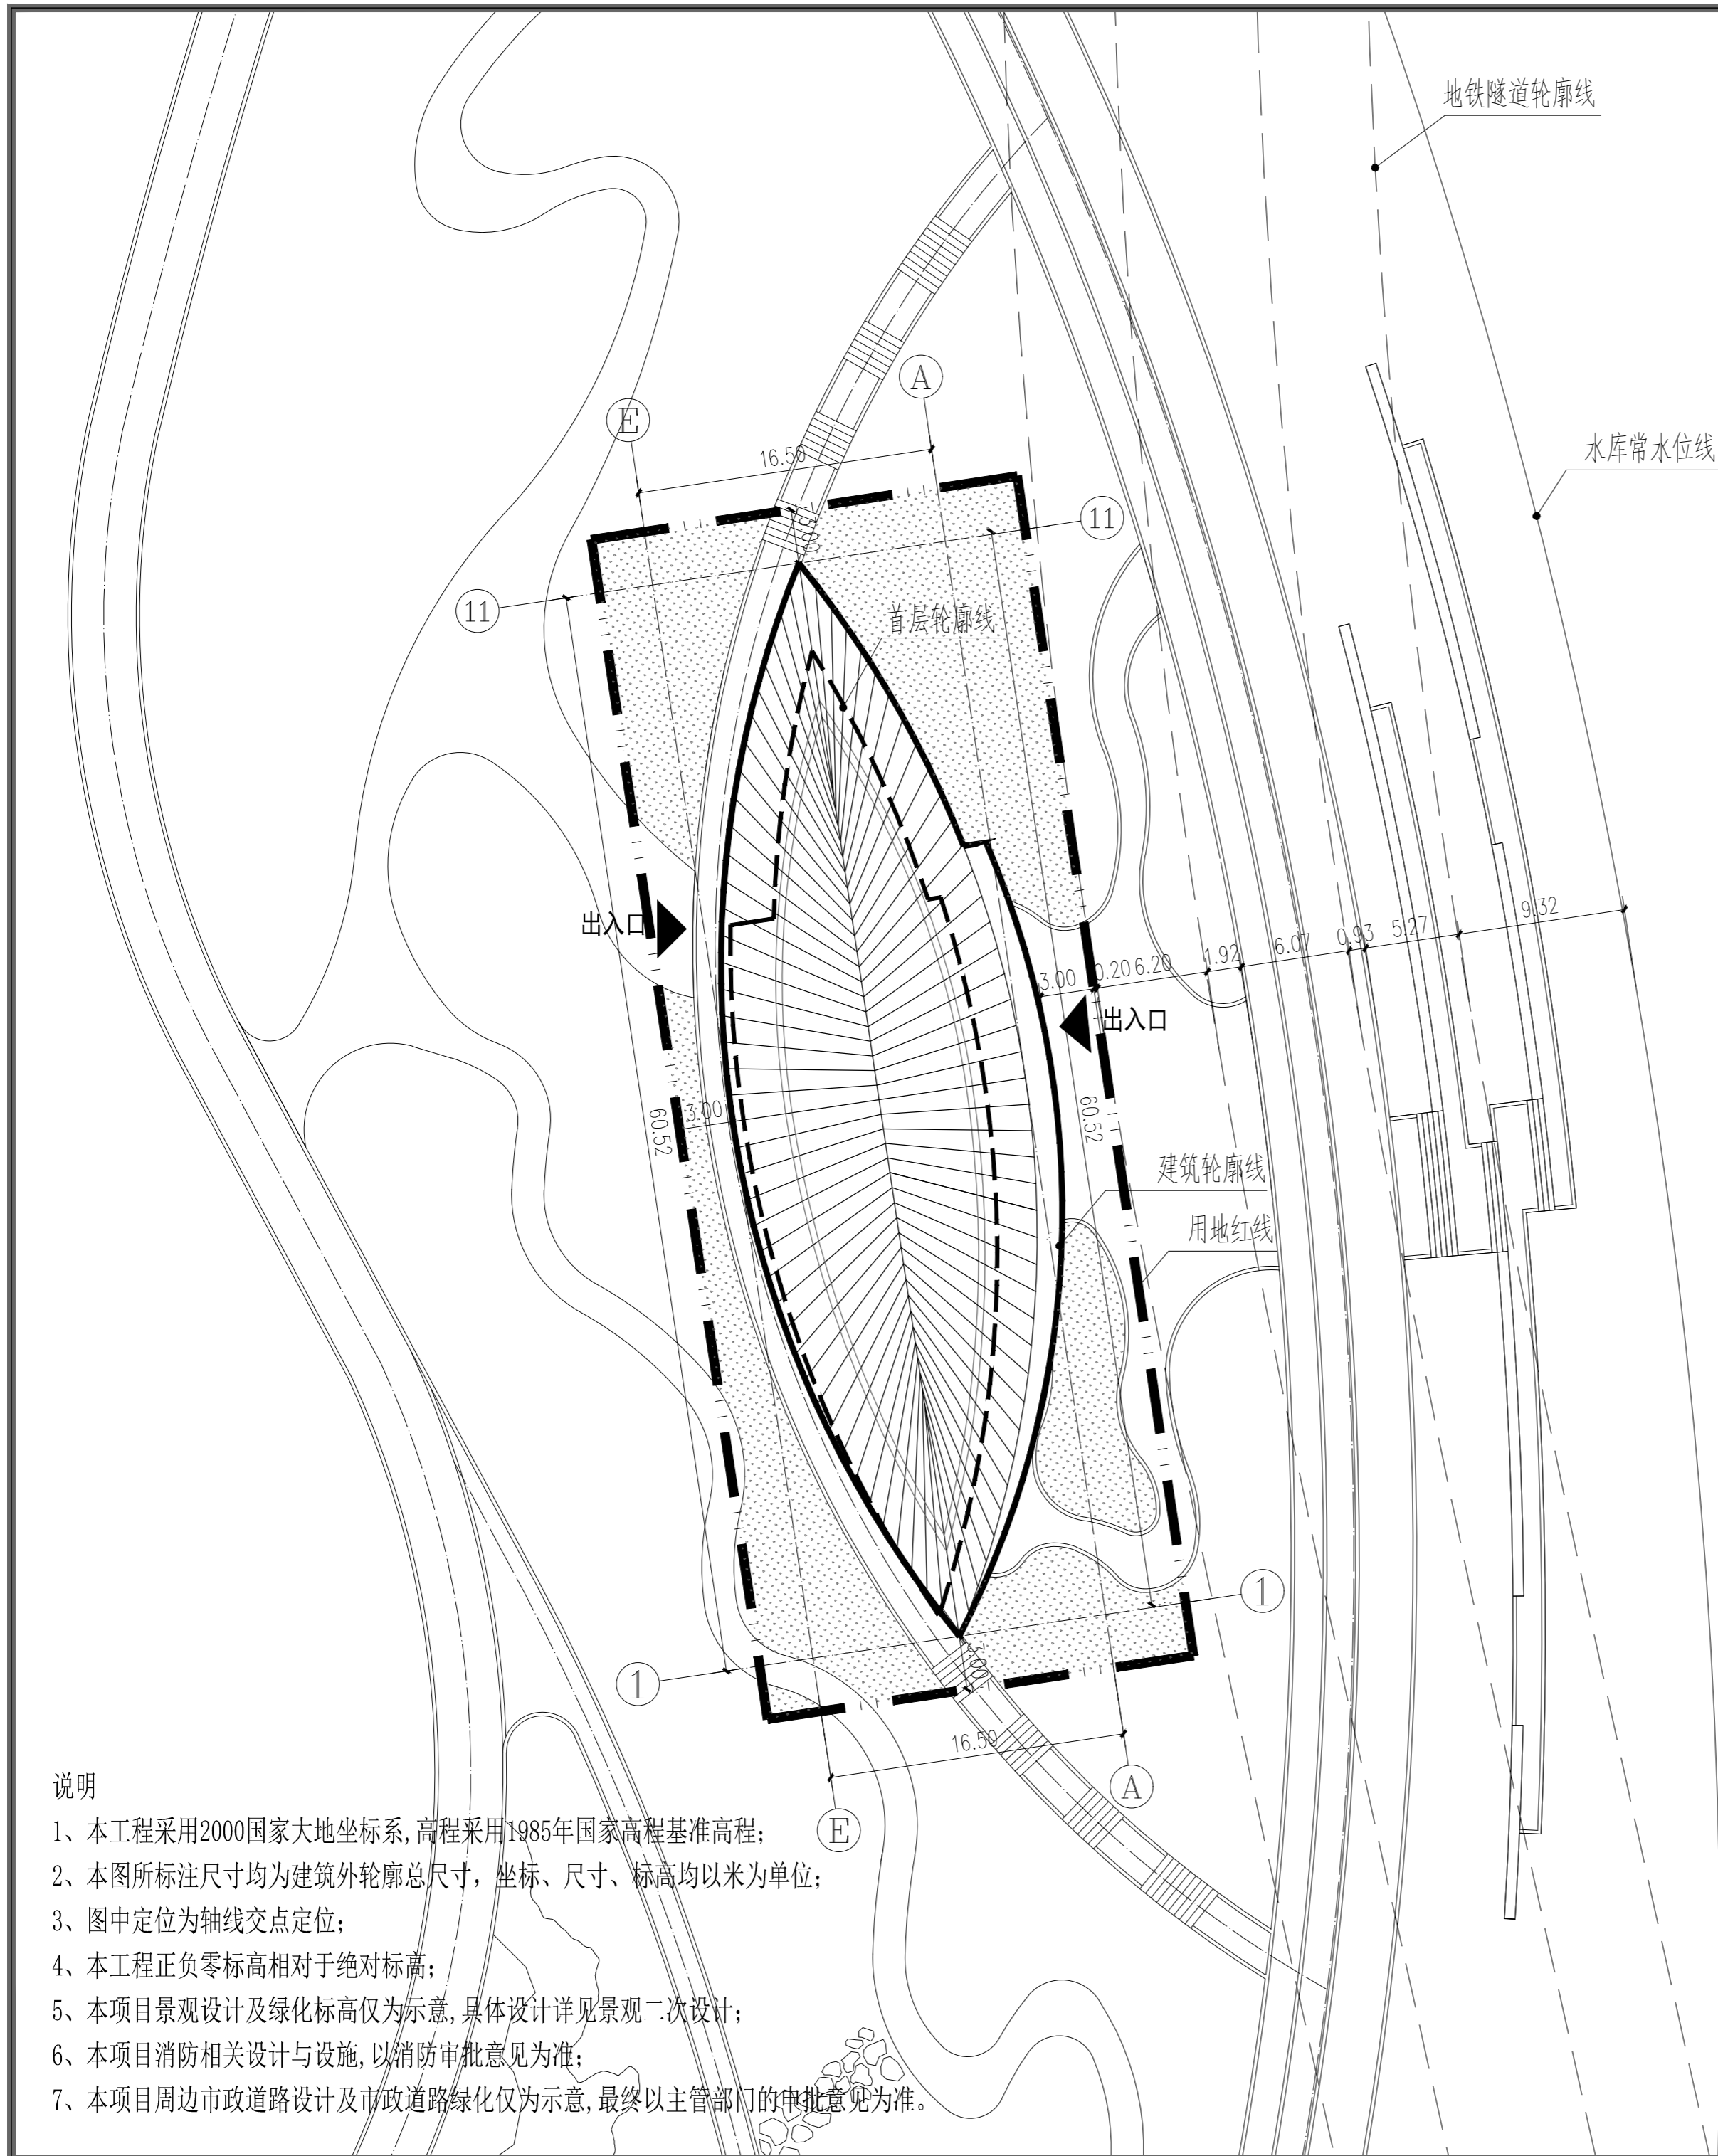 地铁隧道轮廓线
水库常水位线
A
E
16.50
11
3.00
11
首层轮廓线
出入口
9.32
5.27
0.93
6.07
1.92
6.20
0.20
3.00
出入口
3.00
60.52
60.52
建筑轮廓线
用地红线
1
3.00
1
16.50
A
E
说明
1、本工程采用2000国家大地坐标系,高程采用1985年国家高程基准高程;
2、本图所标注尺寸均为建筑外轮廓总尺寸，坐标、尺寸、标高均以米为单位;
3、图中定位为轴线交点定位;
4、本工程正负零标高相对于绝对标高;
5、本项目景观设计及绿化标高仅为示意,具体设计详见景观二次设计;
6、本项目消防相关设计与设施,以消防审批意见为准;
7、本项目周边市政道路设计及市政道路绿化仅为示意,最终以主管部门的申批意见为准。